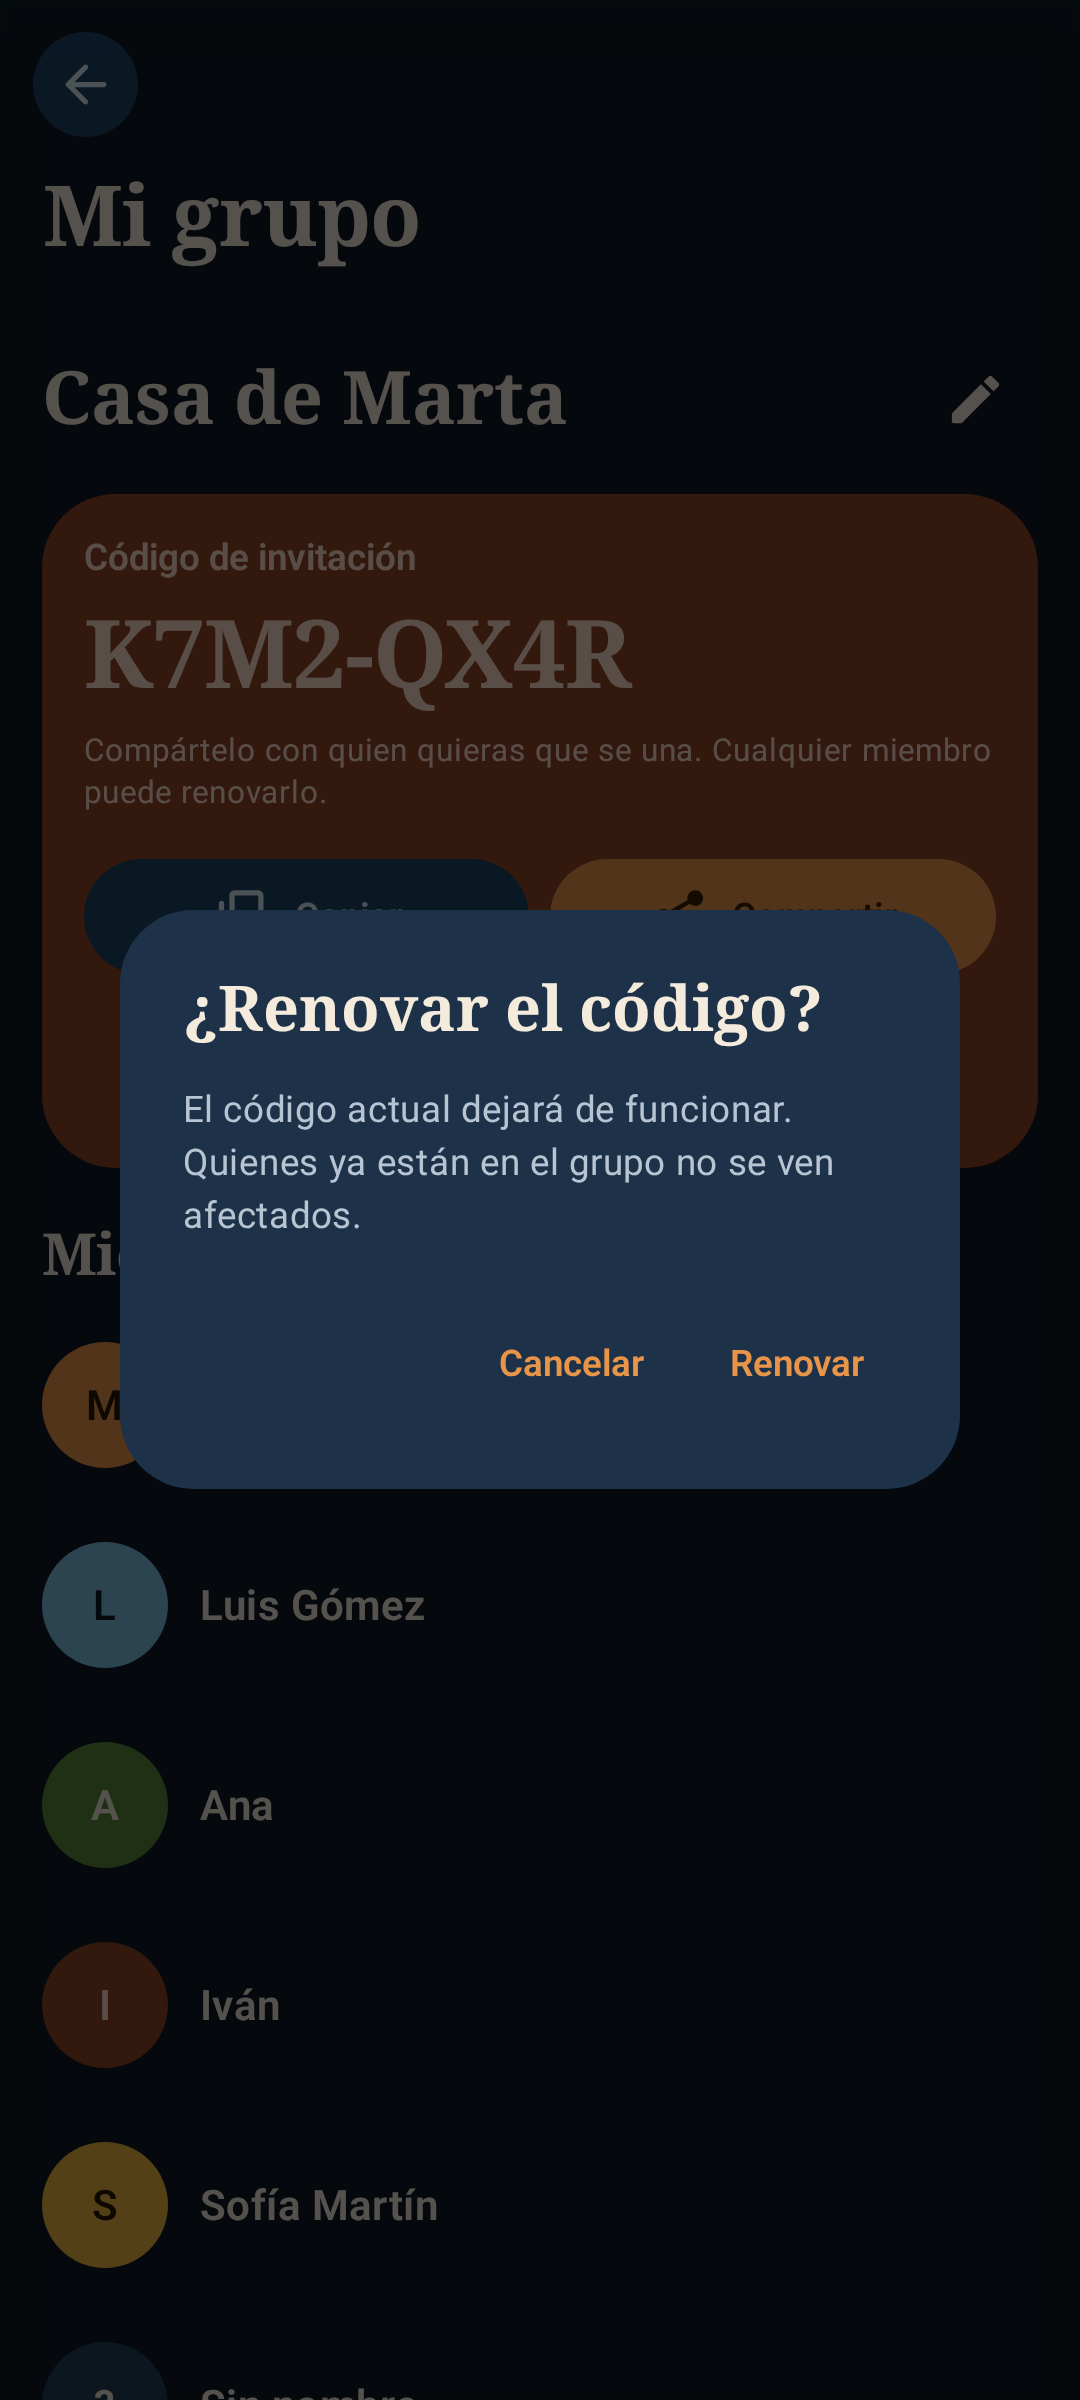 Mi grupo
Casa de Marta
Código de invitación
K7M2-QX4R
Compártelo con quien quieras que se una. Cualquier miembro
puede renovarlo.
¿Renovar el código?
El código actual dejará de funcionar.
Quienes ya están en el grupo no se ven
afectados.
Cancelar Renovar
M
L Luis Gómez
A Ana
I Iván
S Sofía Martín